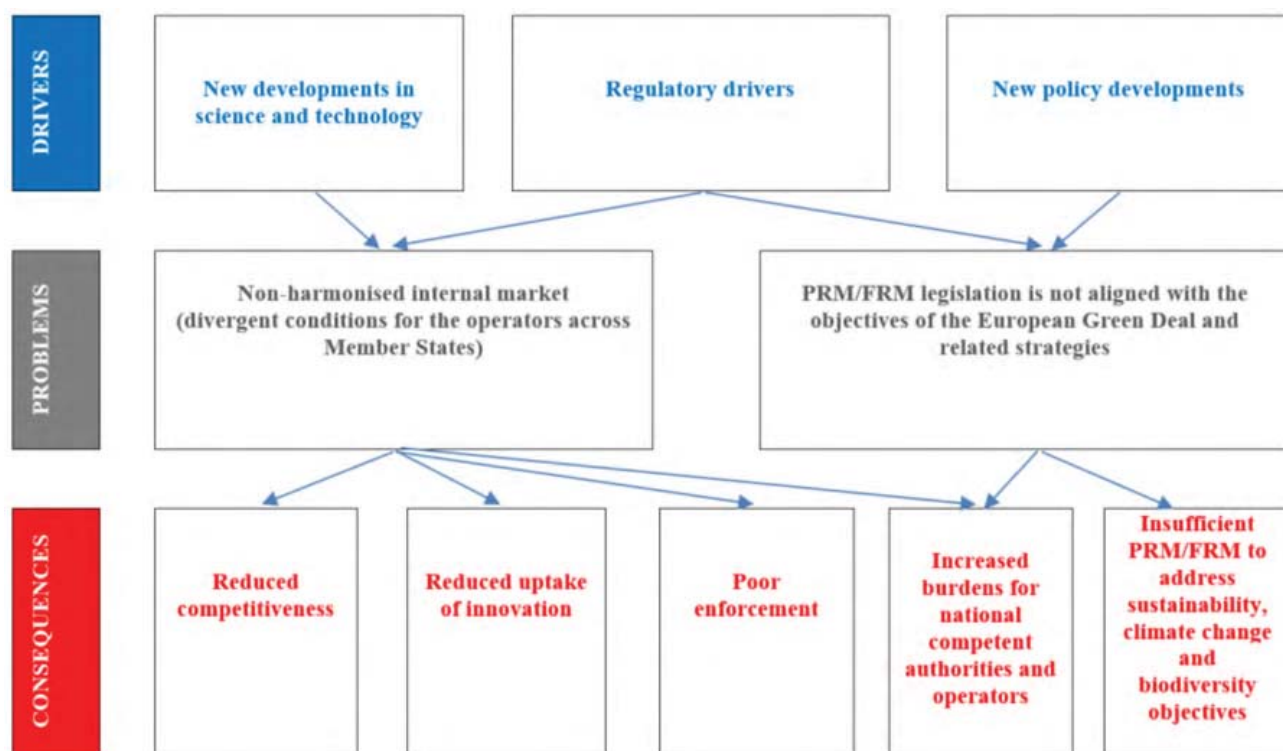 DRIVERS
New developments in
science and technology
Regulatory drivers
New policy developments
PROBLEMS
Non-harmonised internal market
(divergent conditions for the operators across
Member States)
PRM/FRM legislation is not aligned with the
objectives of the European Green Deal and
related strategies
CONSEQUENCES
Reduced
competitiveness
Reduced uptake
of innovation
Poor
enforcement
Increased
burdens for
national
competent
authorities and
operators
Insufficient
PRM/FRM to
address
sustainability,
climate change
and
biodiversity
objectives